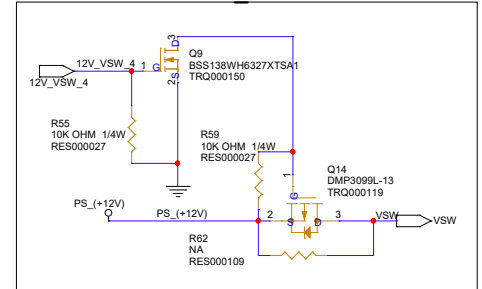 3
D
Q9
BSS138WH6327XTSA1
TRQ000150
12V_VSW_4
1
G
S
2
12V_VSW_4
R55
10K OHM 1/4W
RES000027
R59
10K OHM 1/4W
RES000027
Q14
DMP3099L-13
TRQ000119
1
G
PS_(+12V)
PS_(+12V)
2
S
D
3
VSW
VSW
R62
NA
RES000109